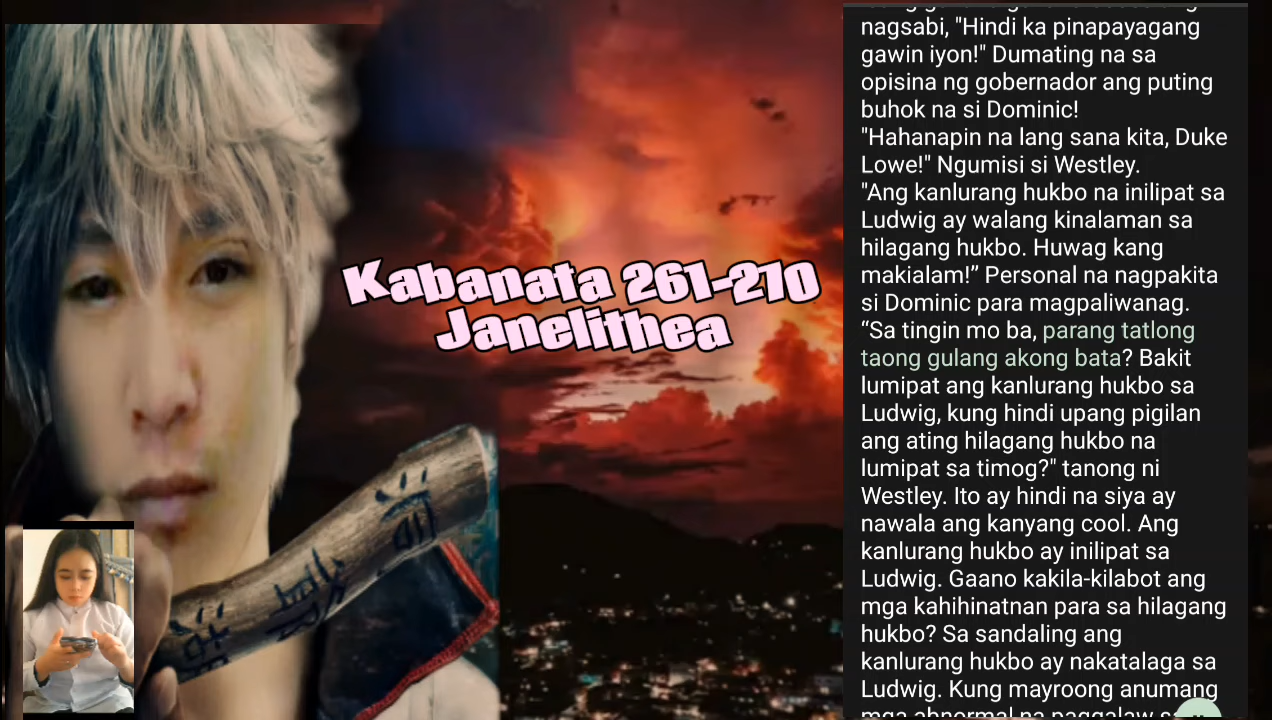 Kabanata 261-270
Janelithea
nagsabi, "Hindi ka pinapayagang
gawin iyon!" Dumating na sa
opisina ng gobernador ang puting
buhok na si Dominic!
"Hahanapin na lang sana kita, Duke
Lowe!" Ngumisi si Westley.
"Ang kanlurang hukbo na inilipat sa
Ludwig ay walang kinalaman sa
hilagang hukbo. Huwag kang
makialam!” Personal na nagpakita
si Dominic para magpaliwanag.
“Sa tingin mo ba, parang tatlong
taong gulang akong bata? Bakit
lumipat ang kanlurang hukbo sa
Ludwig, kung hindi upang pigilan
ang ating hilagang hukbo na
lumipat sa timog?" tanong ni
Westley. Ito ay hindi na siya ay
nawala ang kanyang cool. Ang
kanlurang hukbo ay inilipat sa
Ludwig. Gaano kakila-kilabot ang
mga kahihinatnan para sa hilagang
hukbo? Sa sandaling ang
kanlurang hukbo ay nakatalaga sa
Ludwig. Kung mayroong anumang
mga abnormal na paggalaw